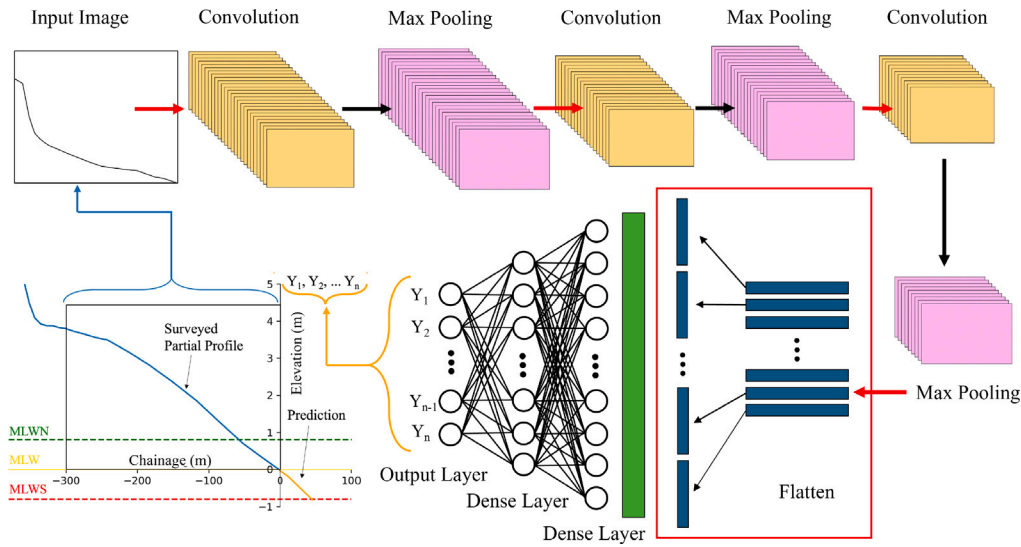 Input Image
Convolution
Max Pooling
Convolution
Max Pooling
Convolution
Max Pooling
Flatten
Dense Layer
Dense Layer
Output Layer
Y1
Y2
Yn-1
Yn
Y1, Y2, ... Yn
Surveyed
Partial Profile
Elevation (m)
Prediction
Chainage (m)
MLWN
MLW
MLWS
5
4
3
2
1
0
−1
−300
−200
−100
0
100